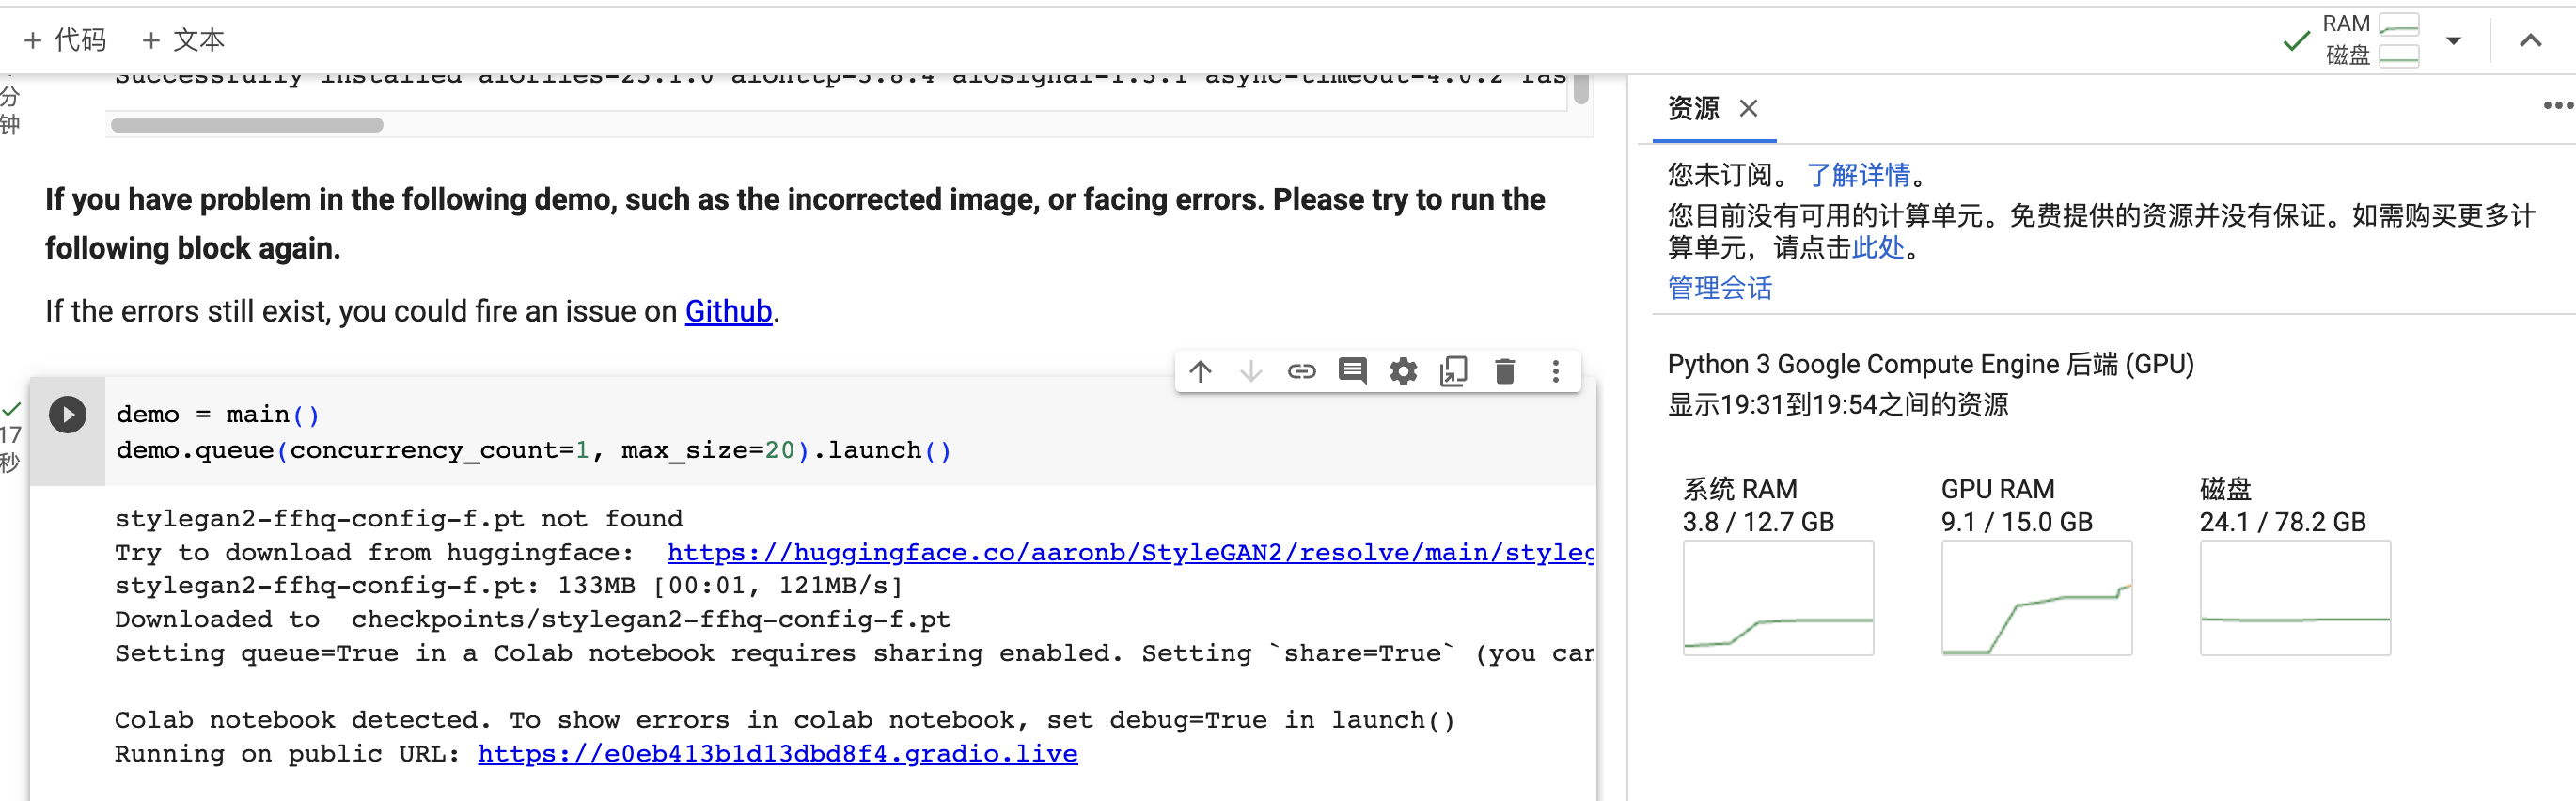 + 代码 + 文本
RAM
磁盘
Successfully installed aiofiles-23.1.0 aiohttp-3.8.4 aiosignal-1.3.1 async-timeout-4.0.2 fas
分
钟
If you have problem in the following demo, such as the incorrected image, or facing errors. Please try to run the
following block again.
If the errors still exist, you could fire an issue on Github.
17
秒
demo = main()
demo.queue(concurrency_count=1, max_size=20).launch()
stylegan2-ffhq-config-f.pt not found
Try to download from huggingface:  https://huggingface.co/aaronb/StyleGAN2/resolve/main/styleg
stylegan2-ffhq-config-f.pt: 133MB [00:01, 121MB/s]
Downloaded to  checkpoints/stylegan2-ffhq-config-f.pt
Setting queue=True in a Colab notebook requires sharing enabled. Setting `share=True` (you can
Colab notebook detected. To show errors in colab notebook, set debug=True in launch()
Running on public URL: https://e0eb413b1d13dbd8f4.gradio.live
资源
您未订阅。 了解详情。
您目前没有可用的计算单元。免费提供的资源并没有保证。如需购买更多计
算单元，请点击此处。
管理会话
Python 3 Google Compute Engine 后端 (GPU)
显示19:31到19:54之间的资源
系统 RAM
3.8 / 12.7 GB
GPU RAM
9.1 / 15.0 GB
磁盘
24.1 / 78.2 GB